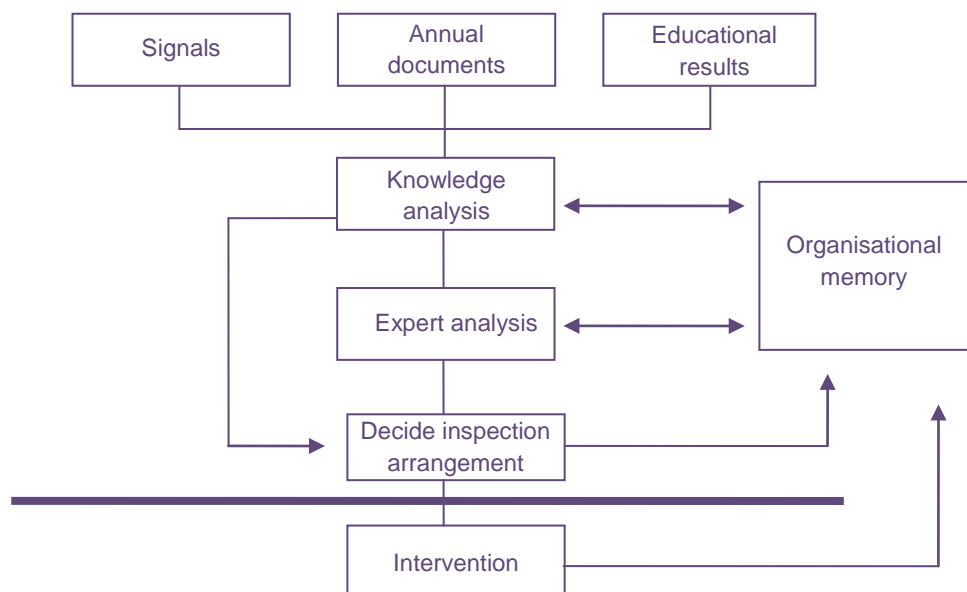 Signals
Annual
documents
Educational
results
Knowledge
analysis
Organisational
memory
Expert analysis
Decide inspection
arrangement
Intervention